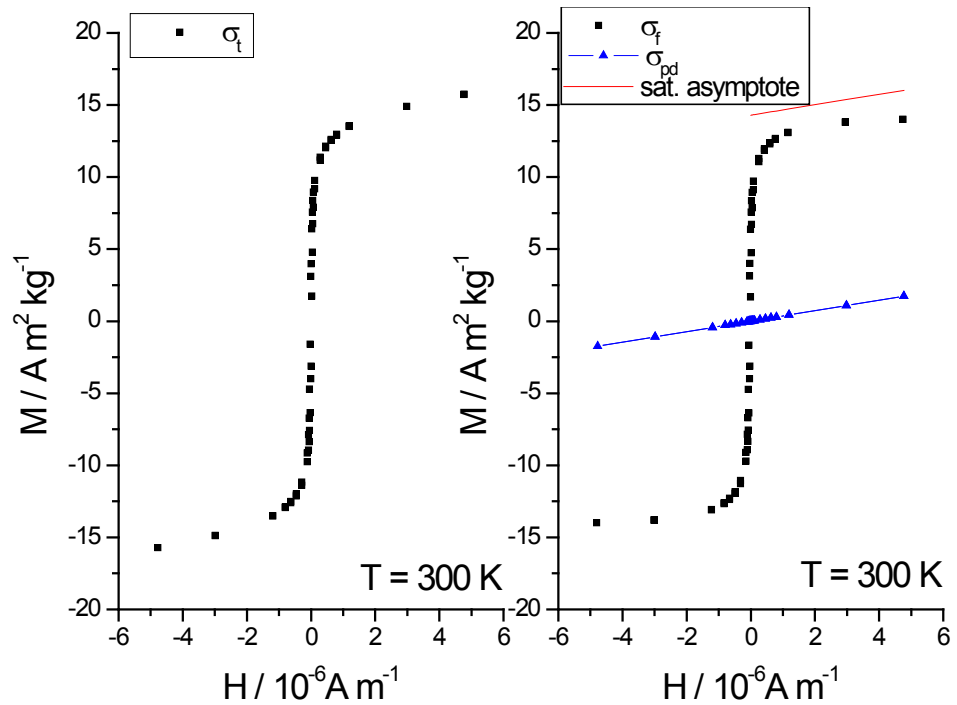 σt
20
15
10
5
0
-5
-10
-15
-20
M / A m² kg⁻¹
T = 300 K
-6 -4 -2 0 2 4 6
H / 10⁻⁶A m⁻¹
σf
σpd
sat. asymptote
20
15
10
5
0
-5
-10
-15
-20
M / A m² kg⁻¹
T = 300 K
-6 -4 -2 0 2 4 6
H / 10⁻⁶A m⁻¹